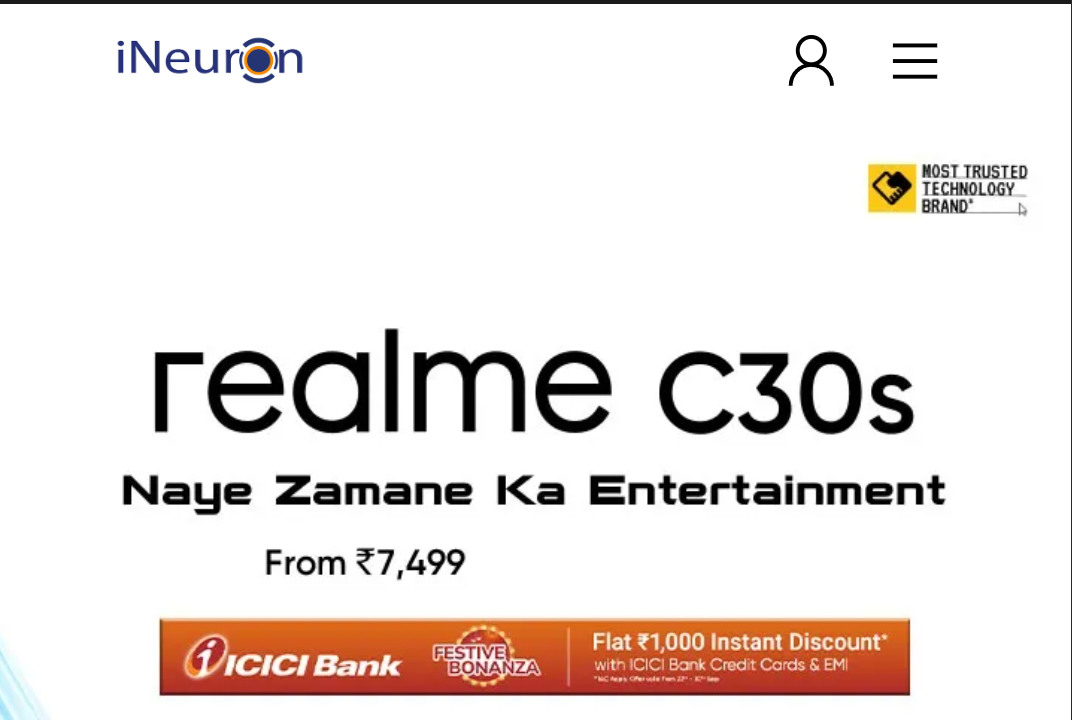 iNeuron
MOST TRUSTED
TECHNOLOGY
BRAND*
realme C30s
Naye Zamane Ka Entertainment
From ₹7,499
i ICICI Bank
FESTIVE
BONANZA
Flat ₹1,000 Instant Discount*
with ICICI Bank Credit Cards & EMI